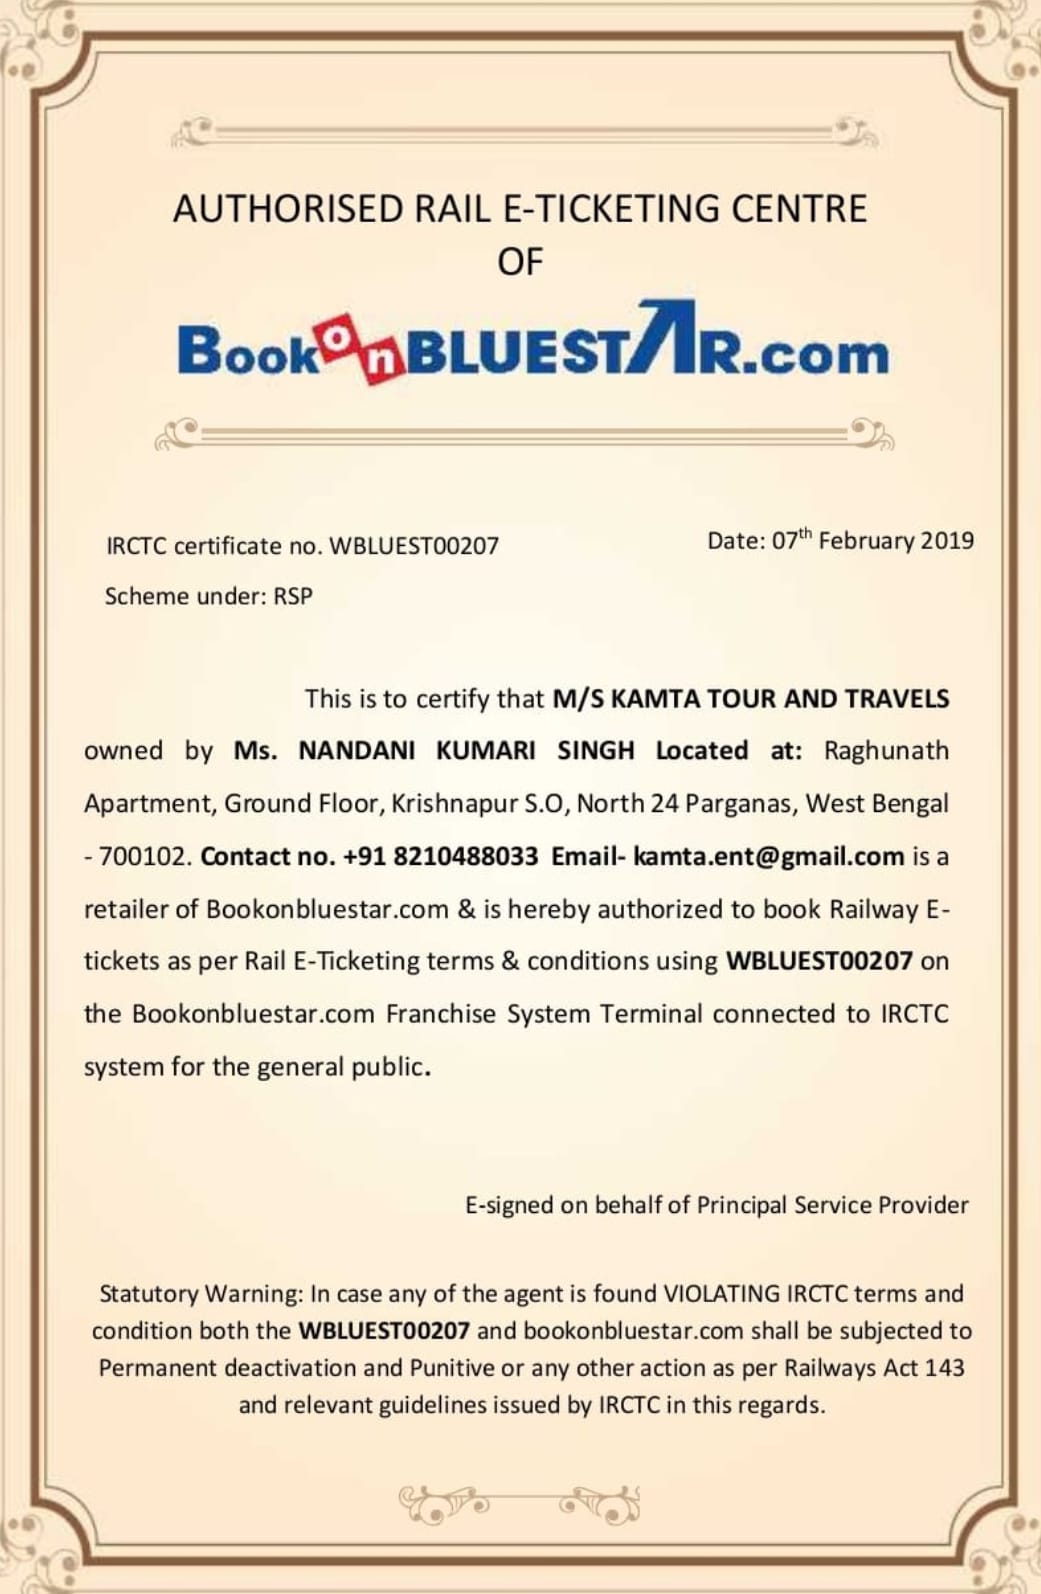 AUTHORISED RAIL E-TICKETING CENTRE
OF
BookonBLUESTAR.com
IRCTC certificate no. WBLUEST00207
Date: 07th February 2019
Scheme under: RSP
This is to certify that M/S KAMTA TOUR AND TRAVELS
owned by Ms. NANDANI KUMARI SINGH Located at: Raghunath
Apartment, Ground Floor, Krishnapur S.O, North 24 Parganas, West Bengal
- 700102. Contact no. +91 8210488033 Email- kamta.ent@gmail.com is a
retailer of Bookonbluestar.com & is hereby authorized to book Railway E-
tickets as per Rail E-Ticketing terms & conditions using WBLUEST00207 on
the Bookonbluestar.com Franchise System Terminal connected to IRCTC
system for the general public.
E-signed on behalf of Principal Service Provider
Statutory Warning: In case any of the agent is found VIOLATING IRCTC terms and
condition both the WBLUEST00207 and bookonbluestar.com shall be subjected to
Permanent deactivation and Punitive or any other action as per Railways Act 143
and relevant guidelines issued by IRCTC in this regards.